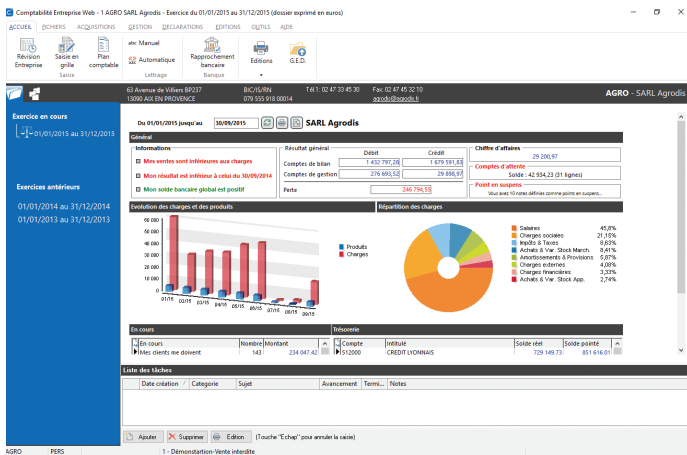 Comptabilité Entreprise Web - 1 AGRO SARL Agrodis - Exercice du 01/01/2015 au 31/12/2015 (dossier exprimé en euros)
ACCUEIL FICHIERS ACQUISITIONS GESTION DECLARATIONS EDITIONS OUTILS AIDE
Révision Entreprise
Saisie en grille
Plan comptable
Saisie
abc Manuel
Automatique
Lettrage
Rapprochement bancaire
Banque
Editions
G.E.D.
63 Avenue de Villiers BP237
13090 AIX EN PROVENCE
BIC/IS/RN
079 555 918 00014
Tél 1: 02 47 33 45 30
Fax: 02 47 45 32 10
agrodis@agrodis.fr
AGRO - SARL Agrodis
Exercice en cours
01/01/2015 au 31/12/2015
Exercices antérieurs
01/01/2014 au 31/12/2014
01/01/2013 au 31/12/2013
Du 01/01/2015 jusqu'au 30/09/2015 SARL Agrodis
Général
Informations
Mes ventes sont inférieures aux charges
Mon résultat est inférieur à celui du 30/09/2014
Mon solde bancaire global est positif
Résultat général
Débit Crédit
Comptes de bilan 1 432 797,28 1 679 591,83
Comptes de gestion 276 693,52 29 898,97
Perte 246 794,55
Chiffre d'affaires
29 200,97
Comptes d'attente
Solde : 42 934,23 (31 lignes)
Point en suspens
Vous avez 10 notes définies comme points en suspens...
Evolution des charges et des produits
60 000
50 000
40 000
30 000
20 000
10 000
0
01/15 02/15 03/15 04/15 05/15 06/15 07/15 08/15 09/15
Produits
Charges
Répartition des charges
Salaires 45,8%
Charges sociales 21,15%
Impôts & Taxes 8,63%
Achats & Var. Stock March. 8,41%
Amortissements & Provisions 5,87%
Charges externes 4,08%
Charges financières 3,33%
Achats & Var. Stock App. 2,74%
En cours
En cours Nombre Montant
Mes clients me doivent 143 234 047.42
Trésorerie
Compte Intitulé Solde réel Solde pointé
512000 CREDIT LYONNAIS 729 149.73 851 616.01
Liste des tâches
Date création Categorie Sujet Avancement Termi... Notes
Ajouter Supprimer Edition (Touche "Echap" pour annuler la saisie)
AGRO PERS 1 - Démonstartion-Vente interdite